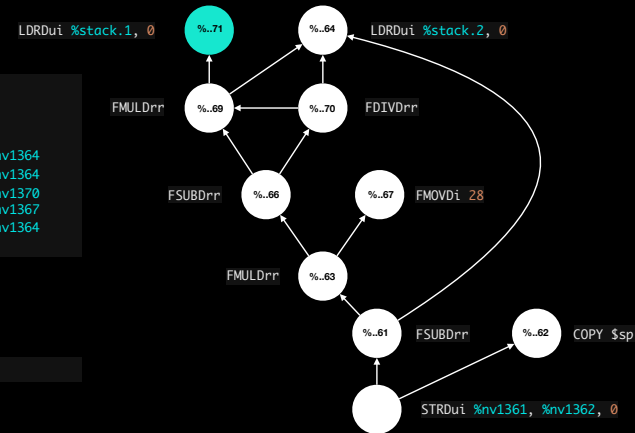 LDRDui %stack.1, 0
%..71
%..64
LDRDui %stack.2, 0
FMULDrr
%..69
%..70
FDIVDrr
nv1364
nv1364
nv1370
nv1367
nv1364
FSUBDrr
%..66
%..67
FMOVDi 28
FMULDrr
%..63
%..61
FSUBDrr
%..62
COPY $sp
STRDui %nv1361, %nv1362, 0